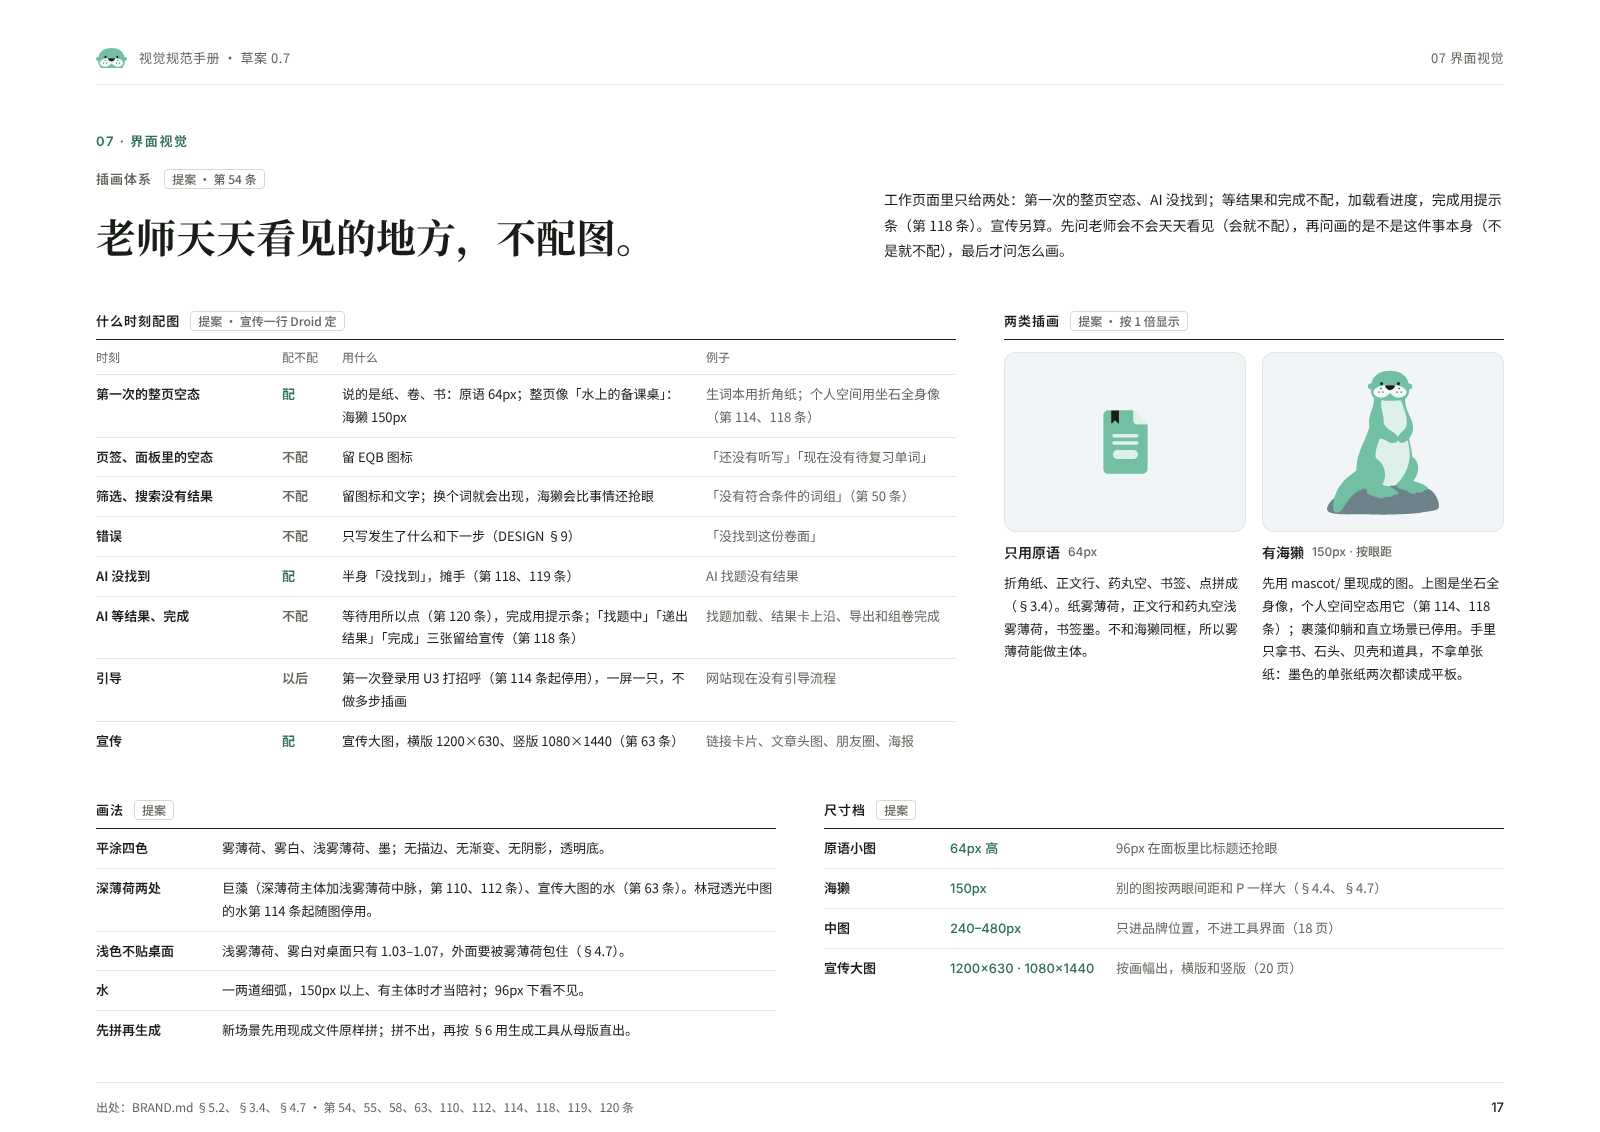 视觉规范手册 · 草案 0.7
07 界面视觉
07 · 界面视觉
插画体系 提案 · 第 54 条
老师天天看见的地方，不配图。
工作页面里只给两处：第一次的整页空态、AI 没找到；等结果和完成不配，加载看进度，完成用提示
条（第 118 条）。宣传另算。先问老师会不会天天看见（会就不配），再问画的是不是这件事本身（不
是就不配），最后才问怎么画。
什么时刻配图 提案 · 宣传一行 Droid 定
时刻 配不配 用什么 例子
第一次的整页空态 配 说的是纸、卷、书：原语 64px；整页像「水上的备课桌」： 生词本用折角纸；个人空间用坐石全身像
海獭 150px （第 114、118 条）
页签、面板里的空态 不配 留 EQB 图标 「还没有听写」「现在没有待复习单词」
筛选、搜索没有结果 不配 留图标和文字；换个词就会出现，海獭会比事情还抢眼 「没有符合条件的词组」（第 50 条）
错误 不配 只写发生了什么和下一步（DESIGN §9） 「没找到这份卷面」
AI 没找到 配 半身「没找到」，摊手（第 118、119 条） AI 找题没有结果
AI 等结果、完成 不配 等待用所以点（第 120 条），完成用提示条；「找题中」「递出 找题加载、结果卡上沿、导出和组卷完成
结果」「完成」三张留给宣传（第 118 条）
引导 以后 第一次登录用 U3 打招呼（第 114 条起停用），一屏一只，不 网站现在没有引导流程
做多步插画
宣传 配 宣传大图，横版 1200×630、竖版 1080×1440（第 63 条） 链接卡片、文章头图、朋友圈、海报
两类插画 提案 · 按 1 倍显示
只用原语 64px
折角纸、正文行、药丸空、书签、点拼成
（§3.4）。纸雾薄荷，正文行和药丸空浅
雾薄荷，书签墨。不和海獭同框，所以雾
薄荷能做主体。
有海獭 150px · 按眼距
先用 mascot/ 里现成的图。上图是坐石全
身像，个人空间空态用它（第 114、118
条）；裹藻仰躺和直立场景已停用。手里
只拿书、石头、贝壳和道具，不拿单张
纸：墨色的单张纸两次都读成平板。
画法 提案
平涂四色 雾薄荷、雾白、浅雾薄荷、墨；无描边、无渐变、无阴影，透明底。
深薄荷两处 巨藻（深薄荷主体加浅雾薄荷中脉，第 110、112 条）、宣传大图的水（第 63 条）。林冠透光中图
的水第 114 条起随图停用。
浅色不贴桌面 浅雾薄荷、雾白对桌面只有 1.03–1.07，外面要被雾薄荷包住（§4.7）。
水 一两道细弧，150px 以上、有主体时才当陪衬；96px 下看不见。
先拼再生成 新场景先用现成文件原样拼；拼不出，再按 §6 用生成工具从母版直出。
尺寸档 提案
原语小图 64px 高 96px 在面板里比标题还抢眼
海獭 150px 别的图按两眼间距和 P 一样大（§4.4、§4.7）
中图 240–480px 只进品牌位置，不进工具界面（18 页）
宣传大图 1200×630 · 1080×1440 按画幅出，横版和竖版（20 页）
出处：BRAND.md §5.2、§3.4、§4.7 · 第 54、55、58、63、110、112、114、118、119、120 条
17